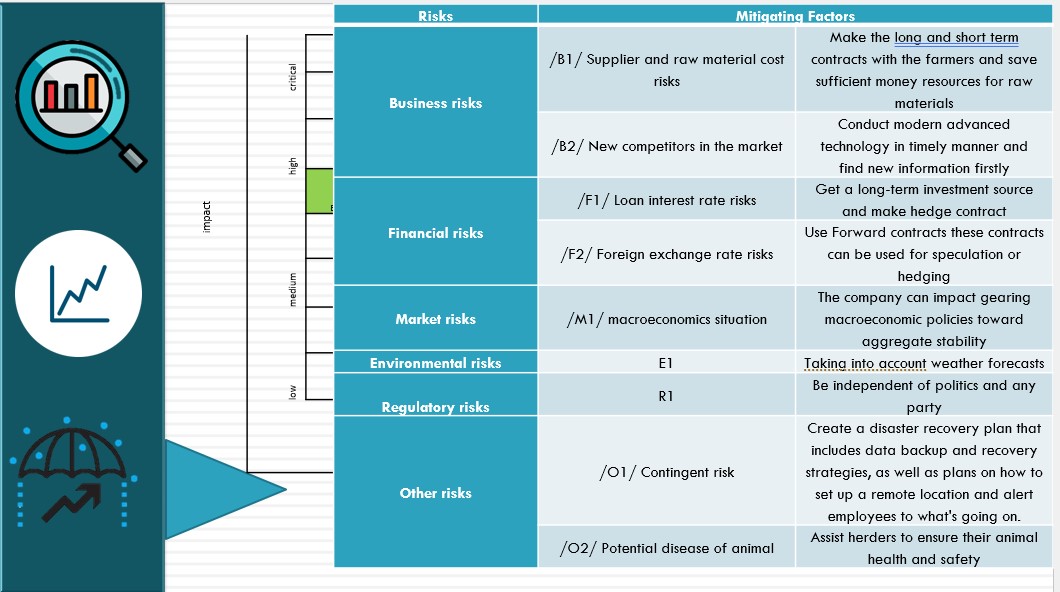 Risks
Mitigating Factors
Business risks
/B1/ Supplier and raw material cost
risks
Make the long and short term
contracts with the farmers and save
sufficient money resources for raw
materials
/B2/ New competitors in the market
Conduct modern advanced
technology in timely manner and
find new information firstly
Financial risks
/F1/ Loan interest rate risks
Get a long-term investment source
and make hedge contract
/F2/ Foreign exchange rate risks
Use Forward contracts these contracts
can be used for speculation or
hedging
Market risks
/M1/ macroeconomics situation
The company can impact gearing
macroeconomic policies toward
aggregate stability
Environmental risks
E1
Taking into account weather forecasts
Regulatory risks
R1
Be independent of politics and any
party
Other risks
/O1/ Contingent risk
Create a disaster recovery plan that
includes data backup and recovery
strategies, as well as plans on how to
set up a remote location and alert
employees to what's going on.
/O2/ Potential disease of animal
Assist herders to ensure their animal
health and safety
impact
critical
high
medium
low